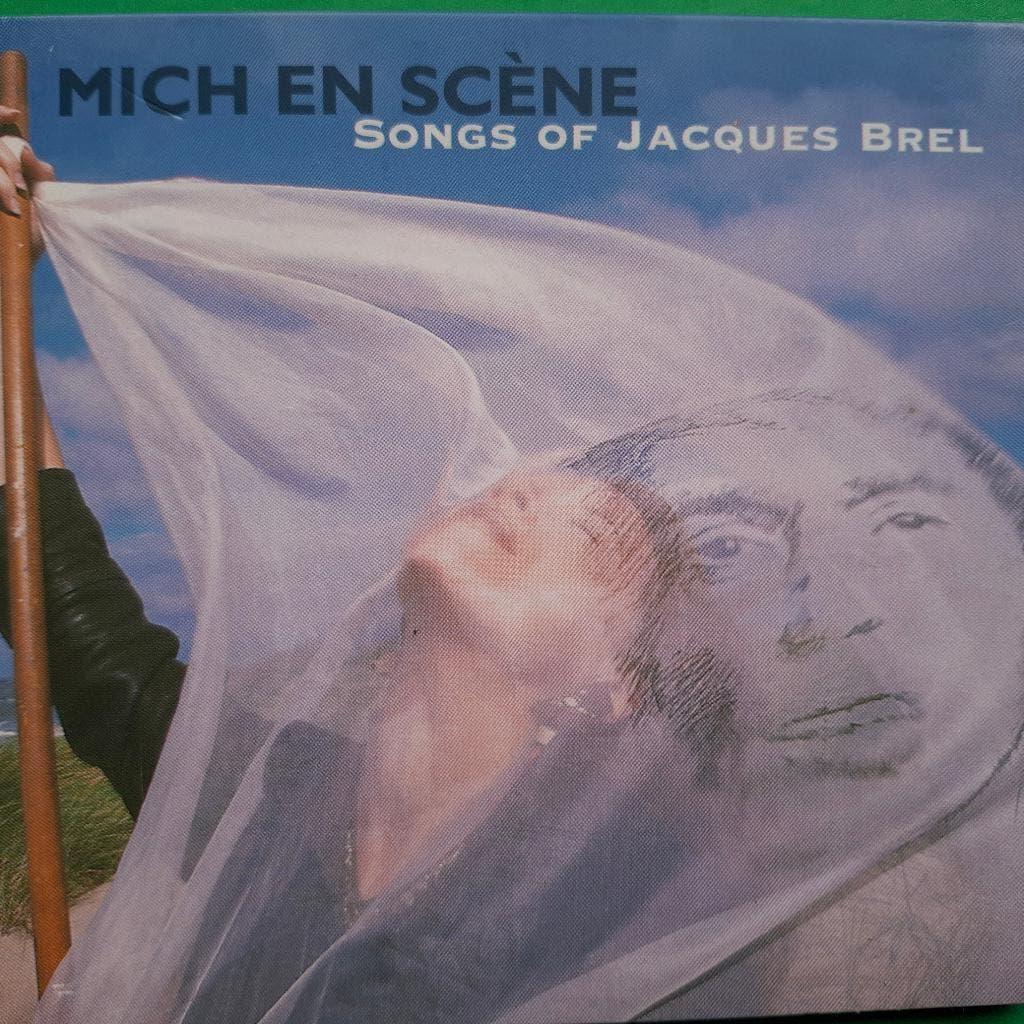 MICH EN SCÈNE
SONGS OF JACQUES BREL